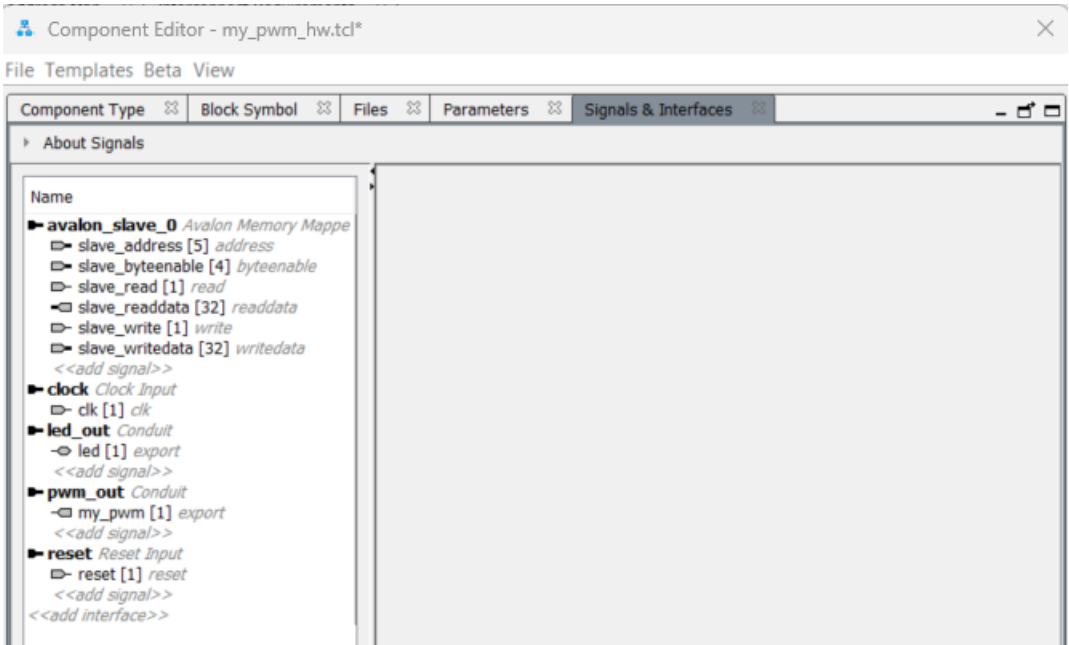 Component Editor - my_pwm_hw.tcl*
File Templates Beta View
Component Type Block Symbol Files Parameters Signals & Interfaces
About Signals
Name
avalon_slave_0 Avalon Memory Mappe
slave_address [5] address
slave_byteenable [4] byteenable
slave_read [1] read
slave_readdata [32] readdata
slave_write [1] write
slave_writedata [32] writedata
<<add signal>>
clock Clock Input
clk [1] clk
led_out Conduit
led [1] export
<<add signal>>
pwm_out Conduit
my_pwm [1] export
<<add signal>>
reset Reset Input
reset [1] reset
<<add signal>>
<<add interface>>